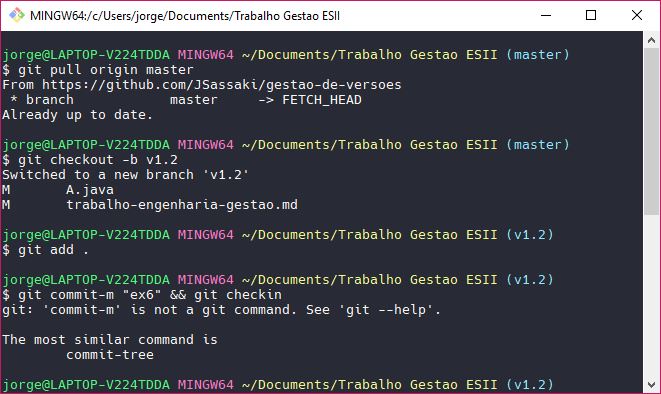 MINGW64:/c/Users/jorge/Documents/Trabalho Gestao ESII
jorge@LAPTOP-V224TDDA MINGW64 ~/Documents/Trabalho Gestao ESII (master)
$ git pull origin master
From https://github.com/JSassaki/gestao-de-versoes
 * branch            master     -> FETCH_HEAD
Already up to date.
jorge@LAPTOP-V224TDDA MINGW64 ~/Documents/Trabalho Gestao ESII (master)
$ git checkout -b v1.2
Switched to a new branch 'v1.2'
M       A.java
M       trabalho-engenharia-gestao.md
jorge@LAPTOP-V224TDDA MINGW64 ~/Documents/Trabalho Gestao ESII (v1.2)
$ git add .
jorge@LAPTOP-V224TDDA MINGW64 ~/Documents/Trabalho Gestao ESII (v1.2)
$ git commit-m "ex6" && git checkin
git: 'commit-m' is not a git command. See 'git --help'.
The most similar command is
        commit-tree
jorge@LAPTOP-V224TDDA MINGW64 ~/Documents/Trabalho Gestao ESII (v1.2)